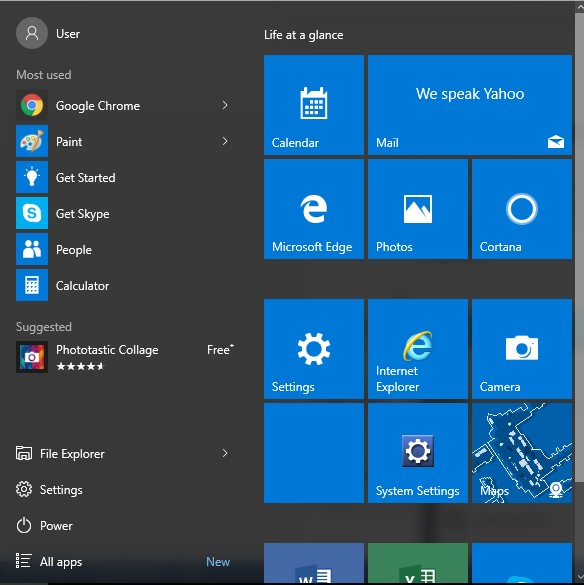 User
Life at a glance
Most used
Google Chrome
Paint
Get Started
Get Skype
People
Calculator
Suggested
Phototastic Collage
Free*
File Explorer
Settings
Power
All apps
New
We speak Yahoo
Calendar
Mail
Microsoft Edge
Photos
Cortana
Settings
Internet
Explorer
Camera
System Settings
Maps